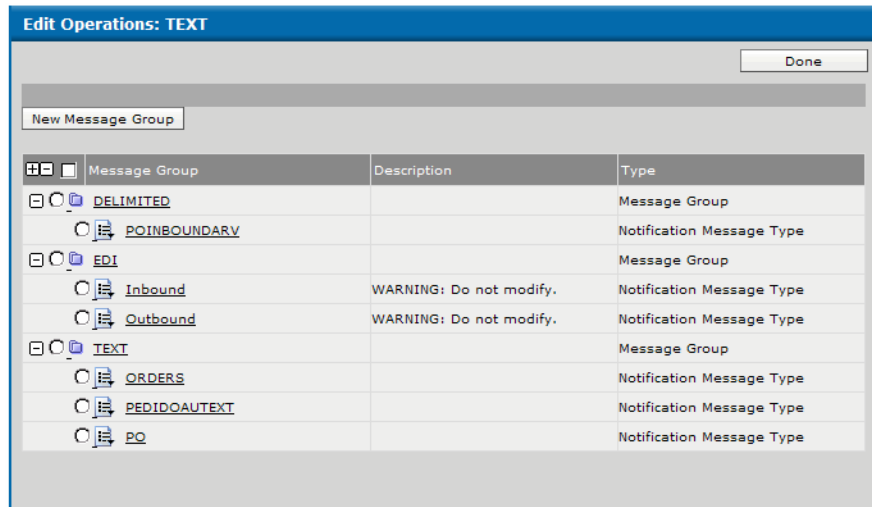 Edit Operations: TEXT
Done
New Message Group
Message Group Description Type
DELIMITED Message Group
POINBOUNDARV Notification Message Type
EDI Message Group
Inbound WARNING: Do not modify. Notification Message Type
Outbound WARNING: Do not modify. Notification Message Type
TEXT Message Group
ORDERS Notification Message Type
PEDIDOAUTEXT Notification Message Type
PO Notification Message Type